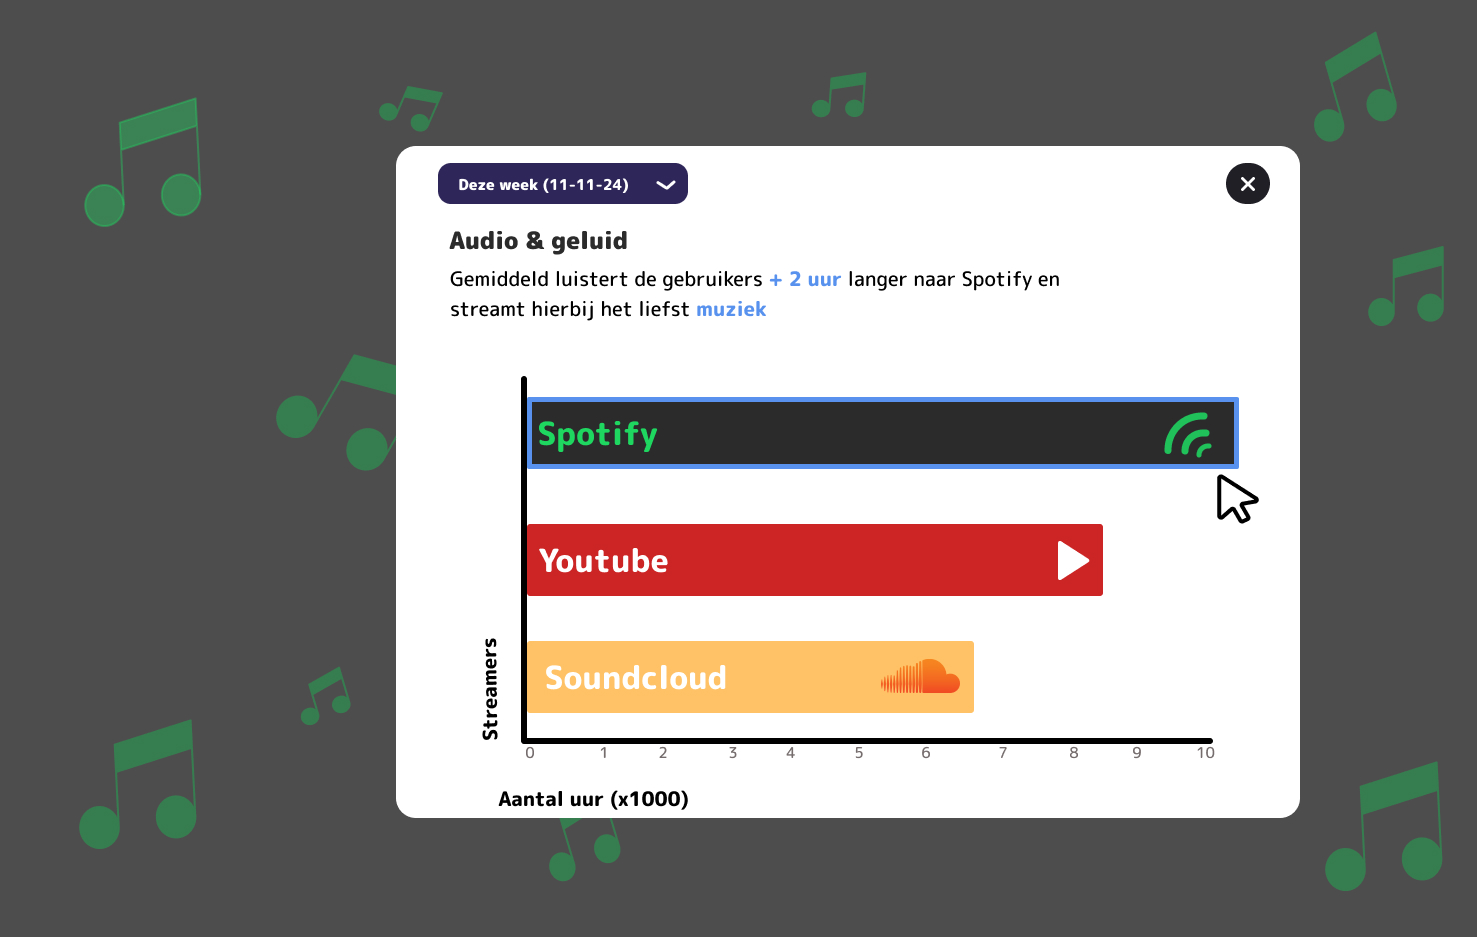 Deze week (11-11-24)
Audio & geluid
Gemiddeld luistert de gebruikers + 2 uur langer naar Spotify en
streamt hierbij het liefst muziek
Spotify
Youtube
Soundcloud
Streamers
0 1 2 3 4 5 6 7 8 9 10
Aantal uur (x1000)